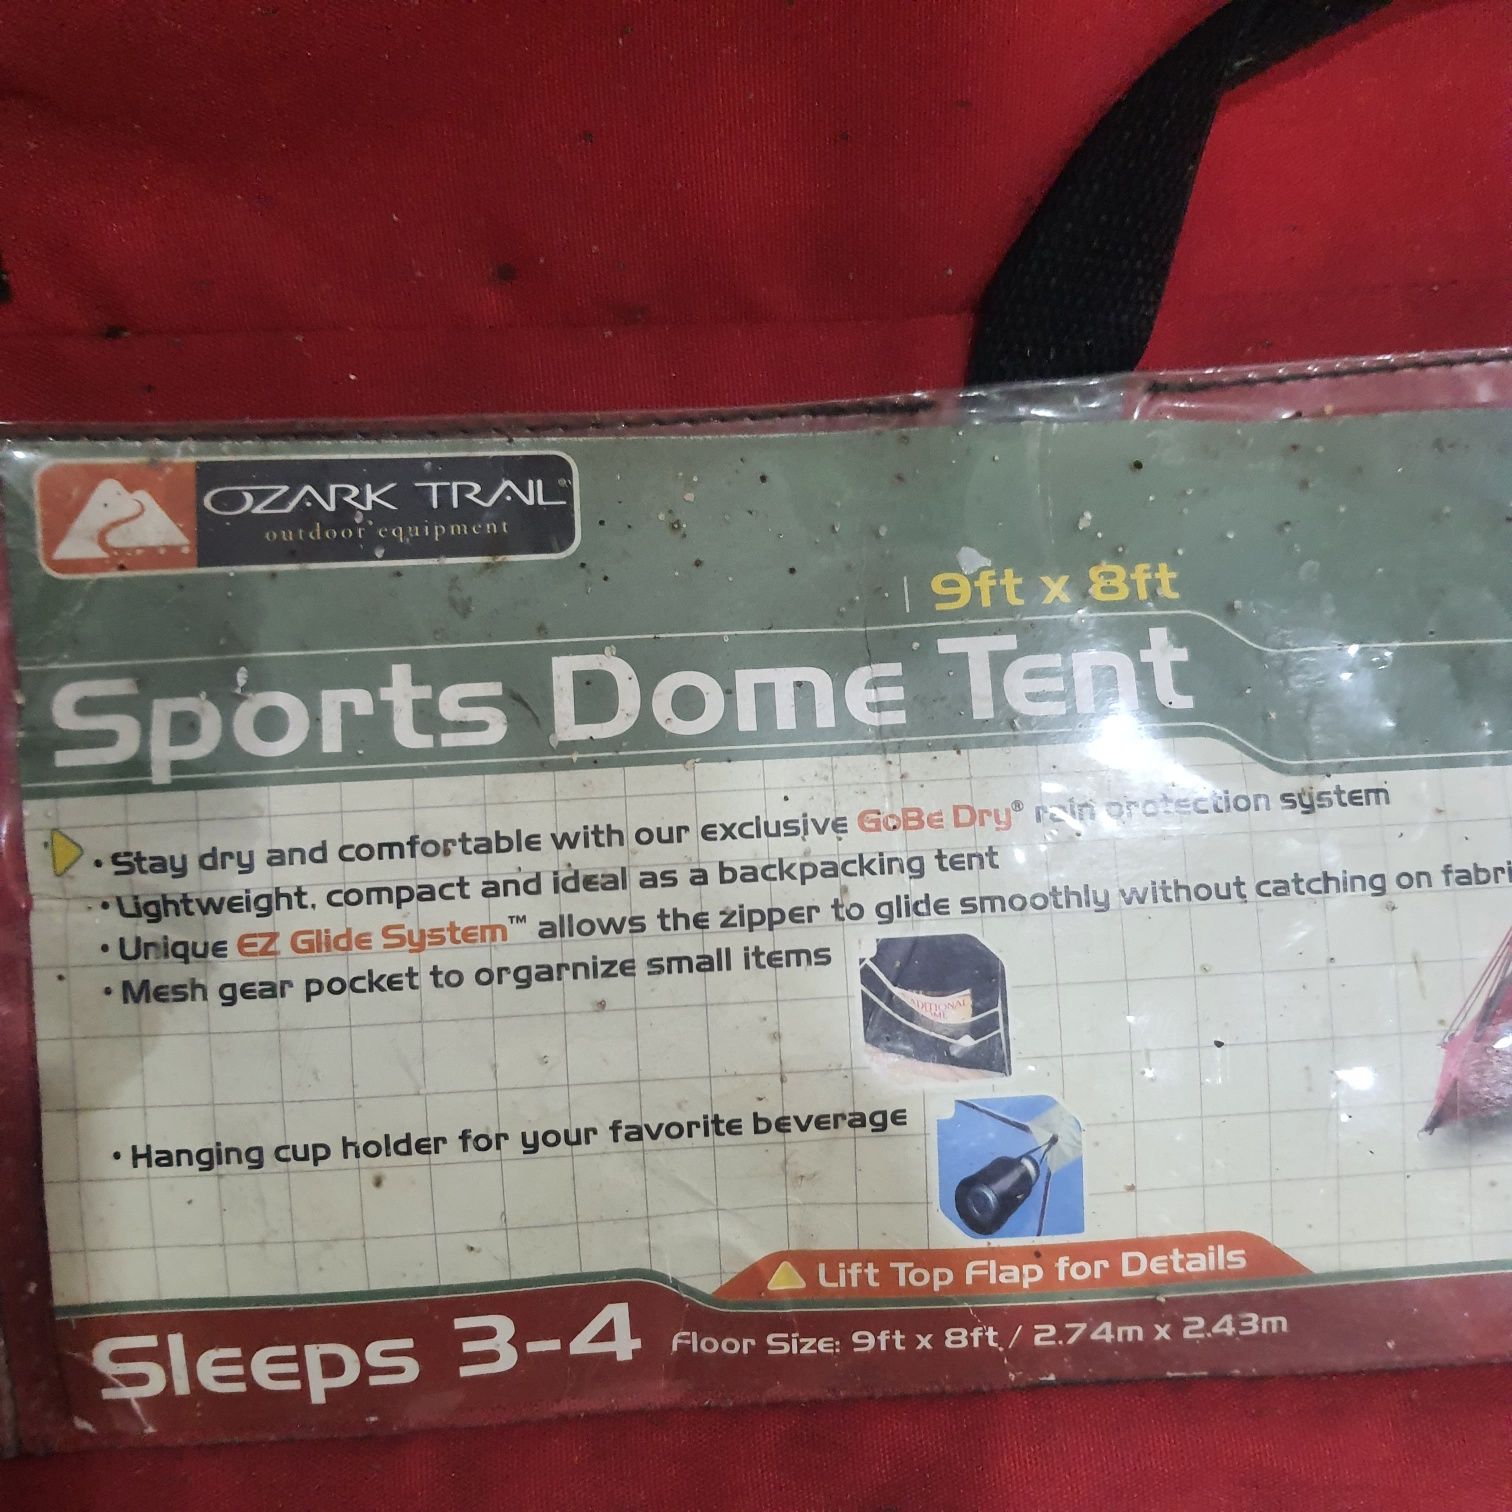 OZARK TRAIL®
outdoor equipment
9ft x 8ft
Sports Dome Tent
• Stay dry and comfortable with our exclusive GoBe Dry® rain protection system
• Lightweight, compact and ideal as a backpacking tent
• Unique EZ Glide System™ allows the zipper to glide smoothly without catching on
• Mesh gear pocket to orgarnize small items
• Hanging cup holder for your favorite beverage
Lift Top Flap for Details
Sleeps 3-4 Floor Size: 9ft x 8ft / 2.74m x 2.43m